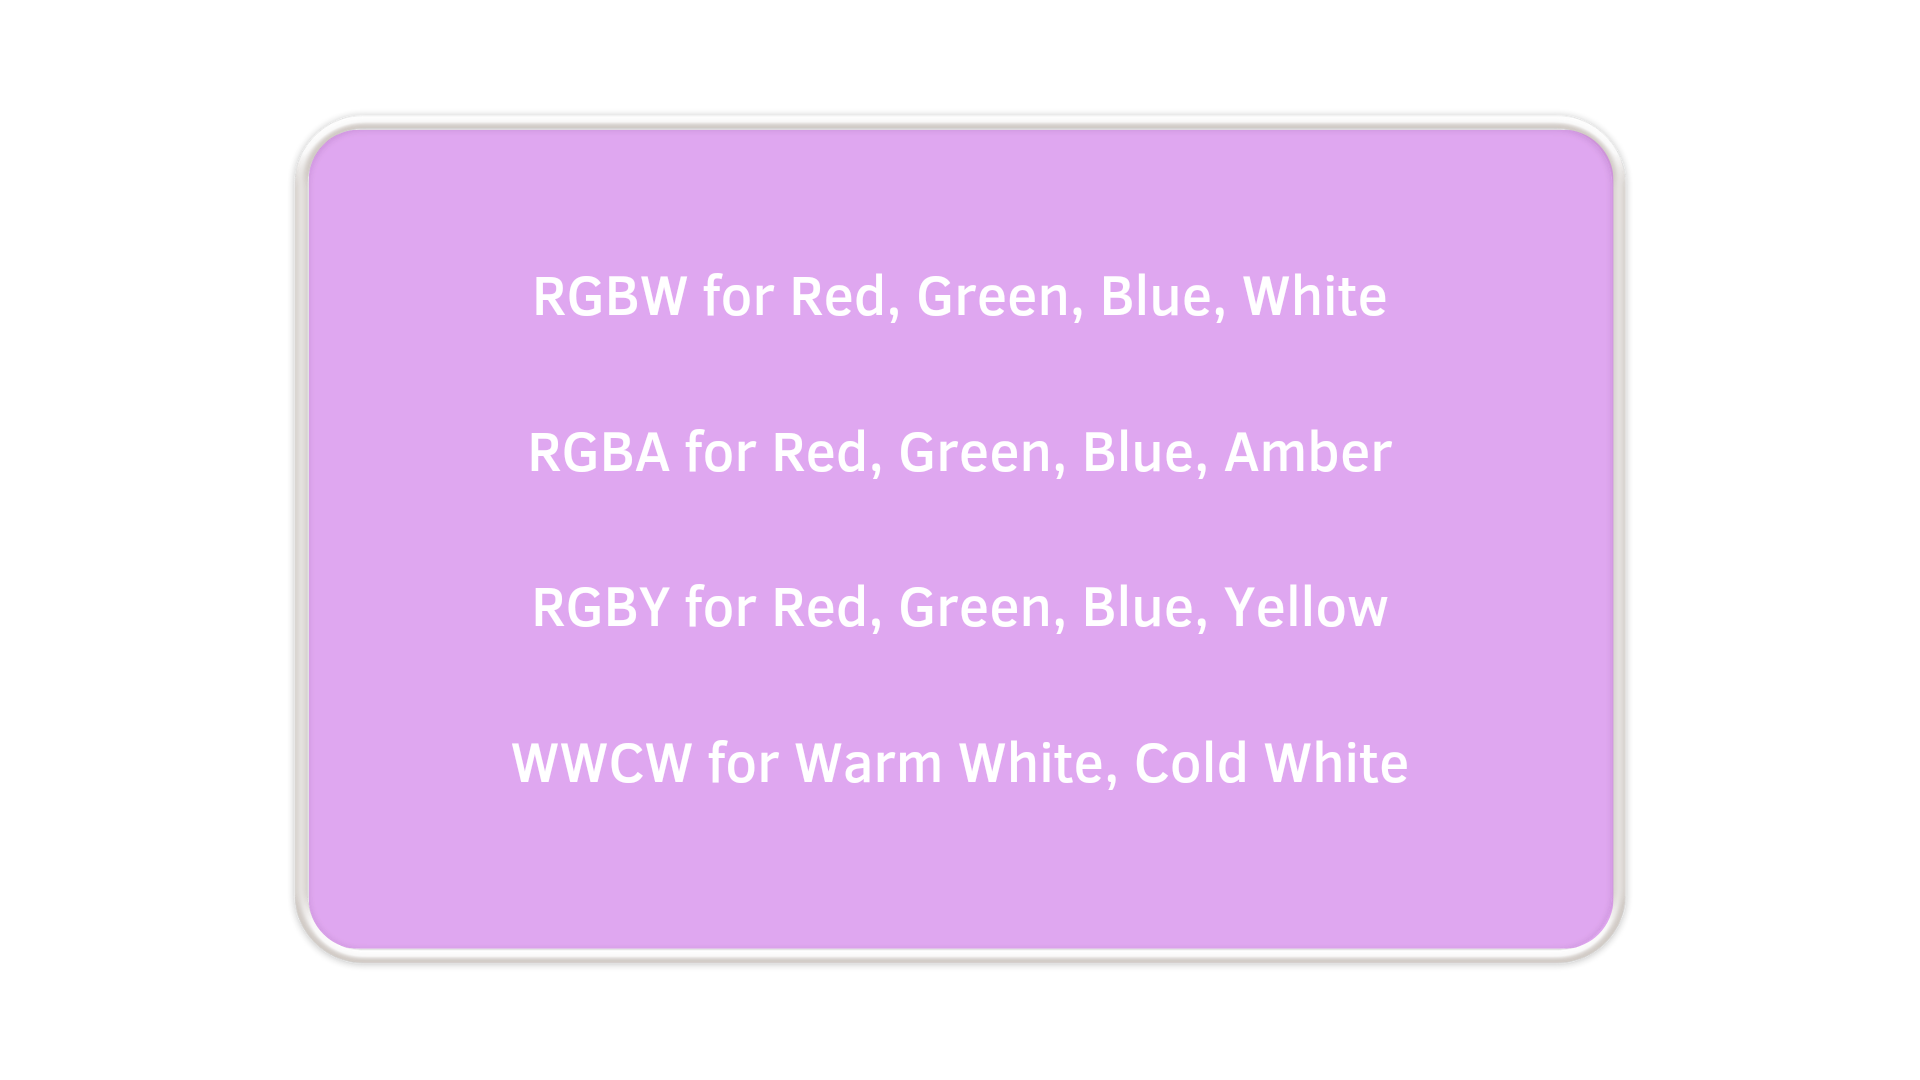 RGBW for Red, Green, Blue, White
RGBA for Red, Green, Blue, Amber
RGBY for Red, Green, Blue, Yellow
WWCW for Warm White, Cold White